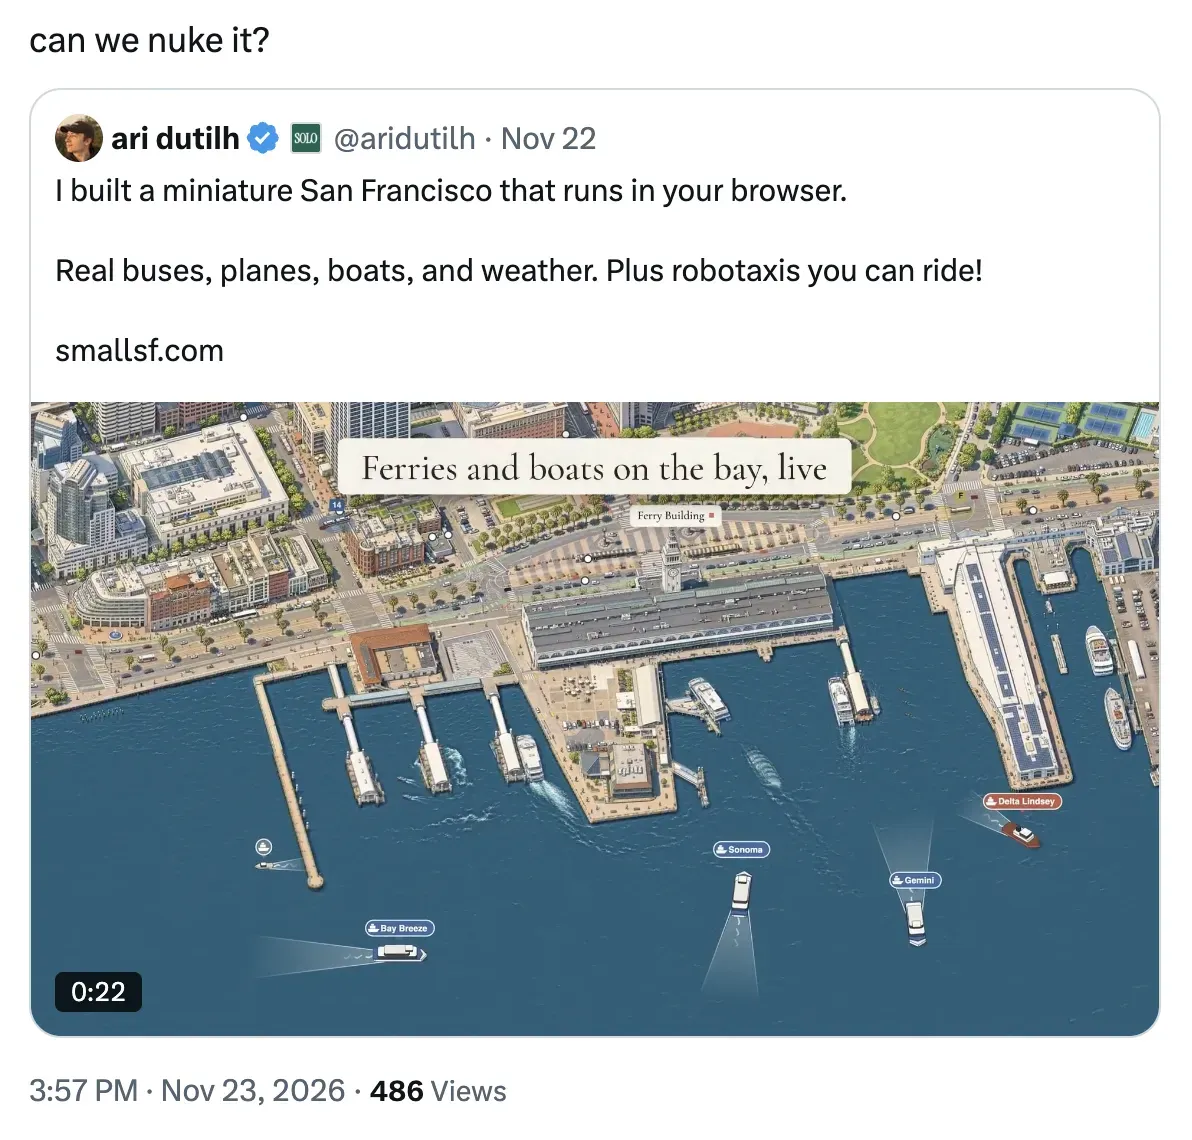 can we nuke it?
ari dutilh SOLO @aridutilh · Nov 22
I built a miniature San Francisco that runs in your browser.
Real buses, planes, boats, and weather. Plus robotaxis you can ride!
smallsf.com
Ferries and boats on the bay, live
F
14
Ferry Building
Delta Lindsey
Sonoma
Gemini
Bay Breeze
0:22
3:57 PM · Nov 23, 2026 · 486 Views